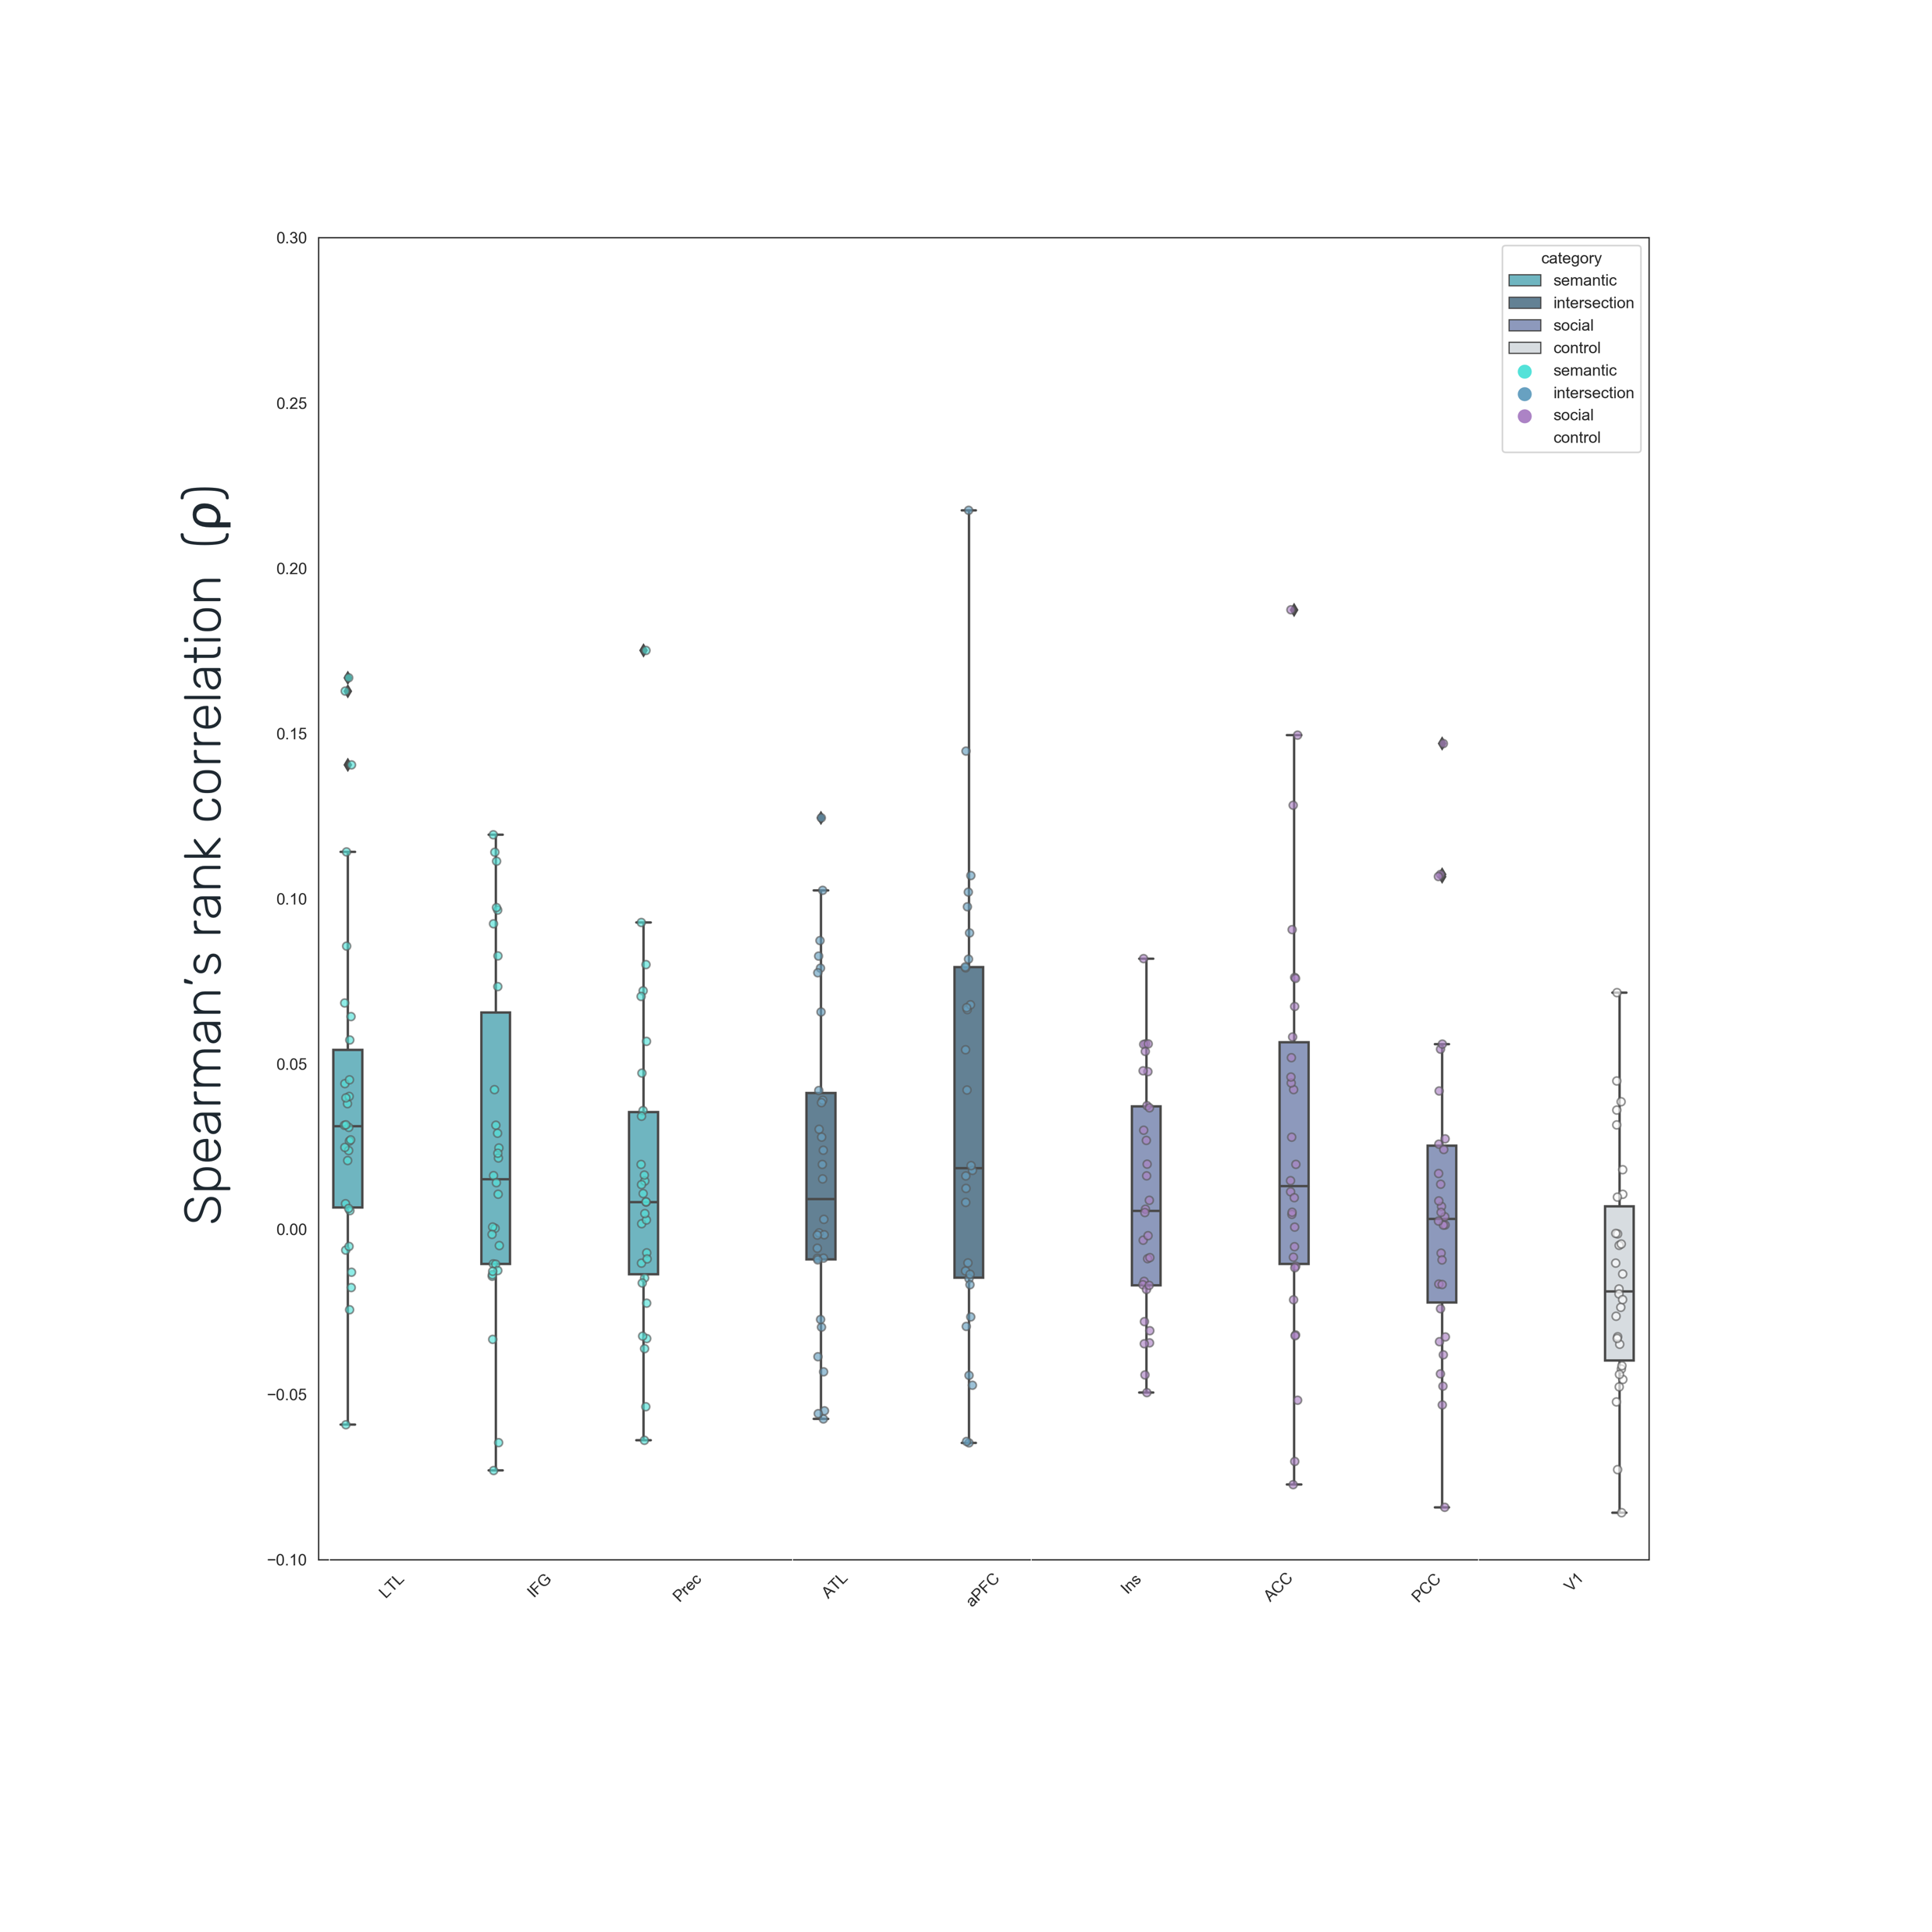 Spearman′s rank correlation (ρ)
0.30
0.25
0.20
0.15
0.10
0.05
0.00
−0.05
−0.10
category
semantic
intersection
social
control
semantic
intersection
social
control
LTL
IFG
Prec
ATL
aPFC
Ins
ACC
PCC
V1